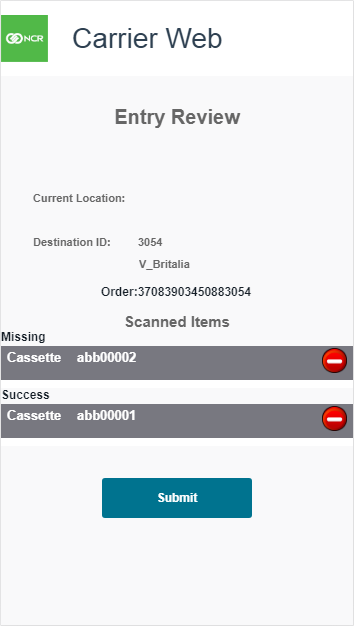 NCR
Carrier Web
Entry Review
Current Location:
Destination ID: 3054
V_Britalia
Order:37083903450883054
Scanned Items
Missing
Cassette abb00002
Success
Cassette abb00001
Submit